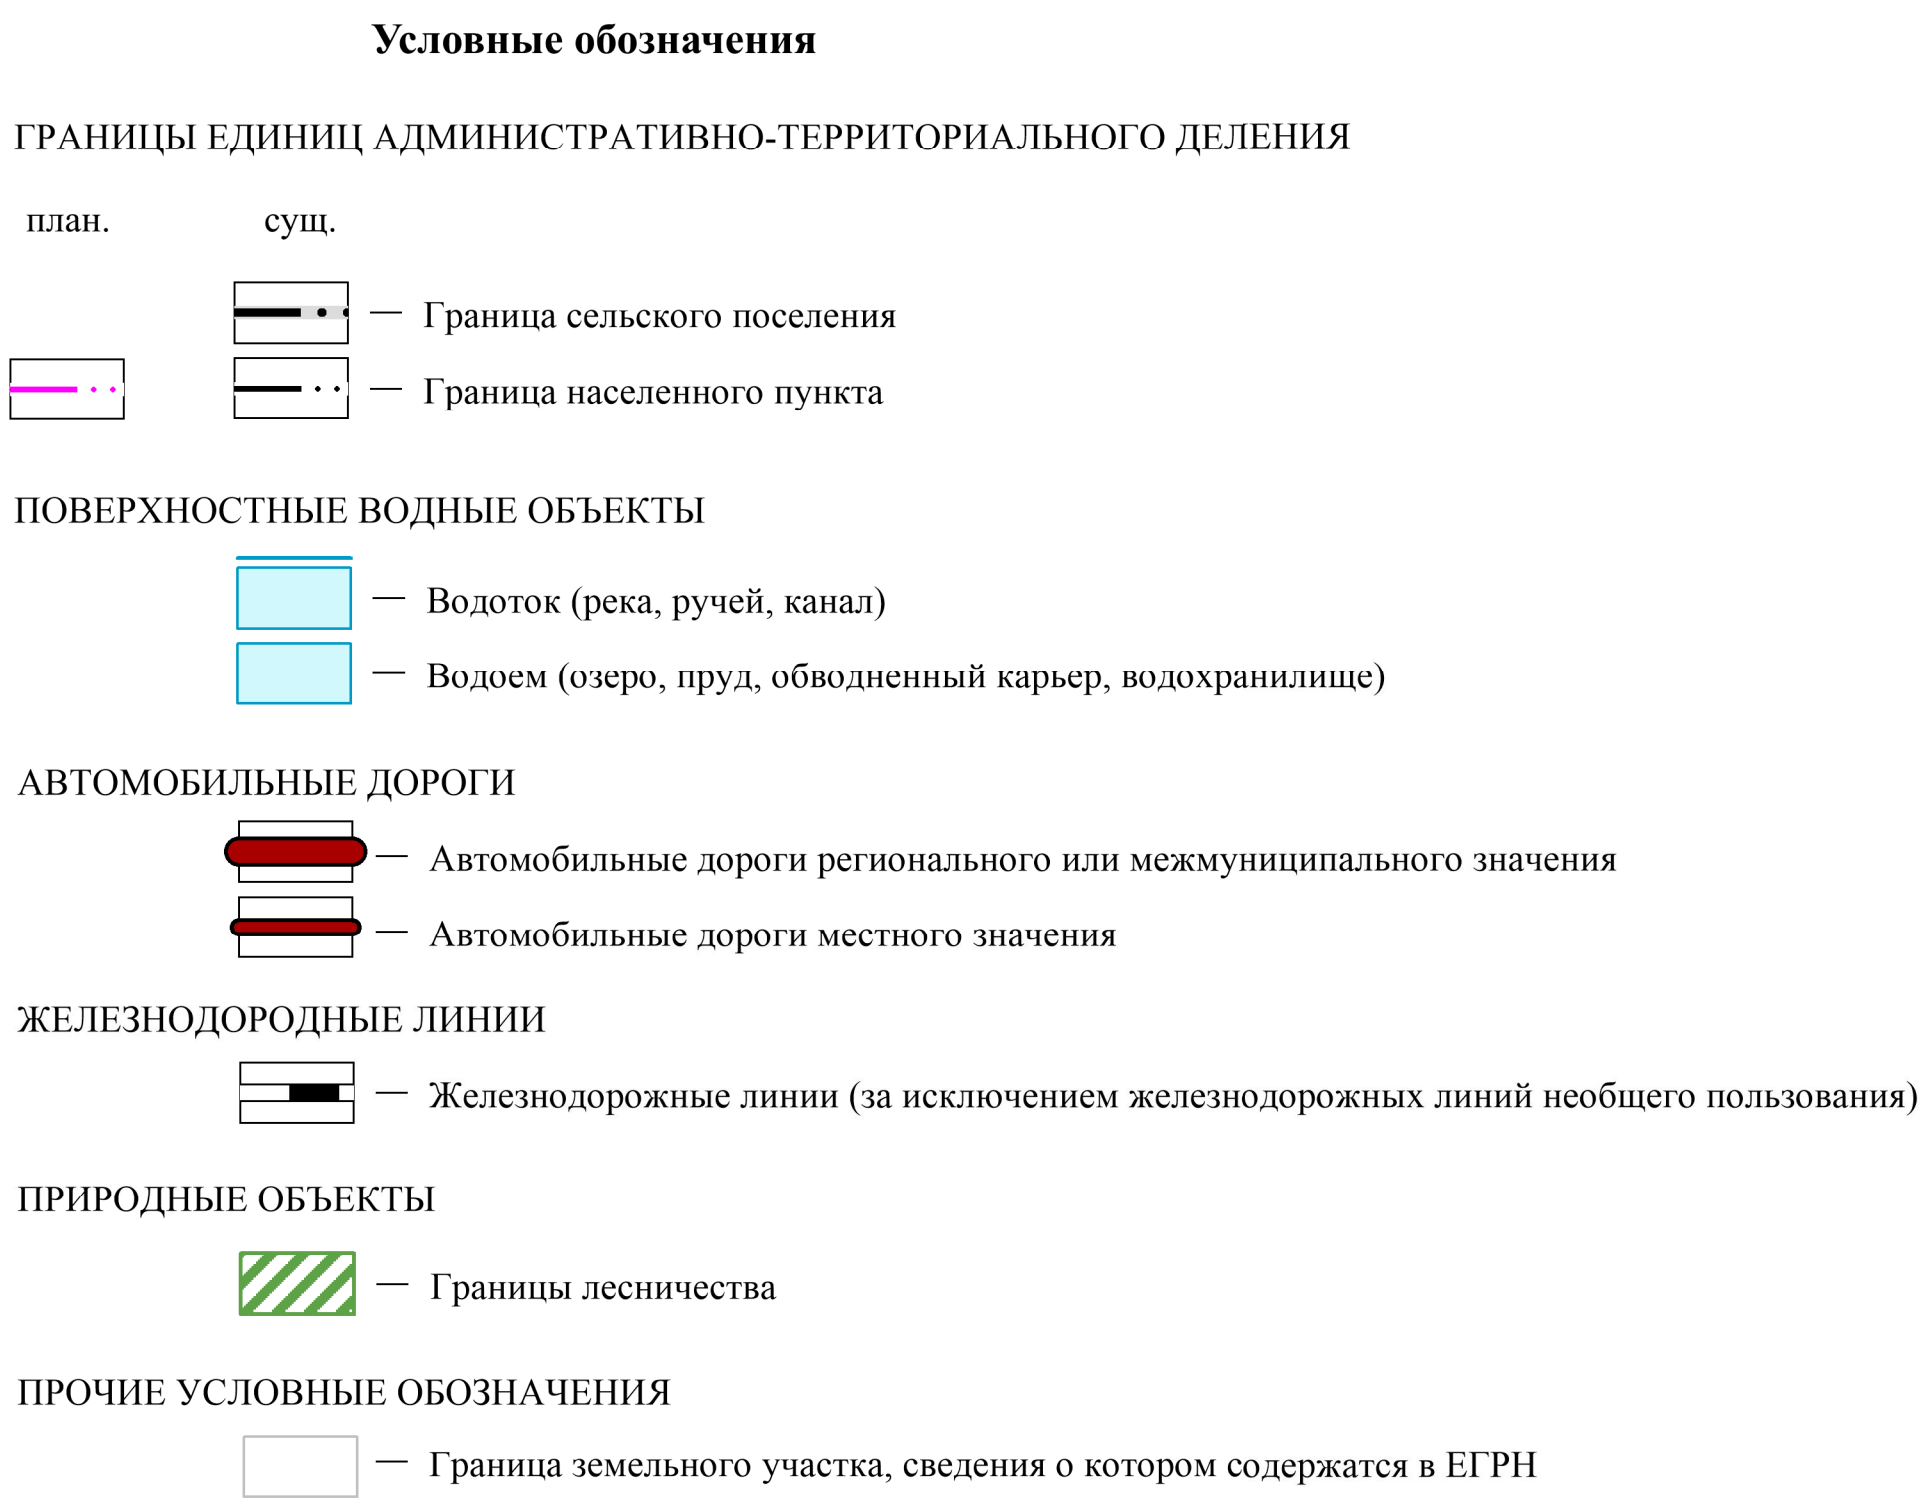 Условные обозначения
ГРАНИЦЫ ЕДИНИЦ АДМИНИСТРАТИВНО-ТЕРРИТОРИАЛЬНОГО ДЕЛЕНИЯ
план. сущ.
— Граница сельского поселения
— Граница населенного пункта
ПОВЕРХНОСТНЫЕ ВОДНЫЕ ОБЪЕКТЫ
— Водоток (река, ручей, канал)
— Водоем (озеро, пруд, обводненный карьер, водохранилище)
АВТОМОБИЛЬНЫЕ ДОРОГИ
— Автомобильные дороги регионального или межмуниципального значения
— Автомобильные дороги местного значения
ЖЕЛЕЗНОДОРОДНЫЕ ЛИНИИ
— Железнодорожные линии (за исключением железнодорожных линий необщего пользования)
ПРИРОДНЫЕ ОБЪЕКТЫ
— Границы лесничества
ПРОЧИЕ УСЛОВНЫЕ ОБОЗНАЧЕНИЯ
— Граница земельного участка, сведения о котором содержатся в ЕГРН